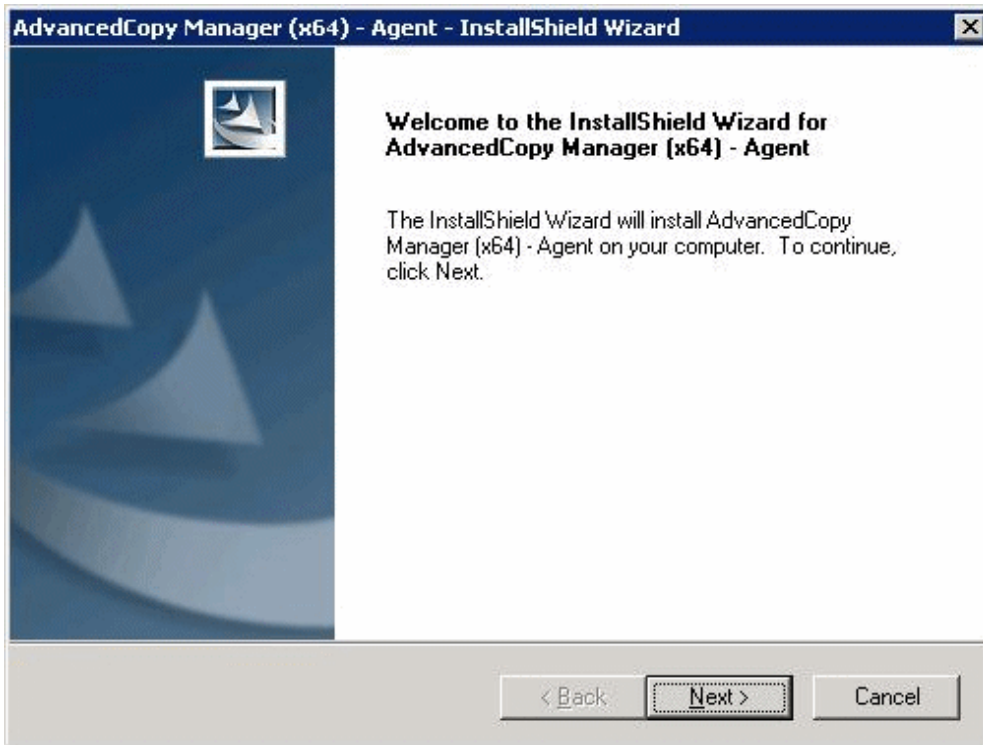 AdvancedCopy Manager (x64) - Agent - InstallShield Wizard
Welcome to the InstallShield Wizard for
AdvancedCopy Manager (x64) - Agent
The InstallShield Wizard will install AdvancedCopy
Manager (x64) - Agent on your computer.  To continue,
click Next.
< Back
Next >
Cancel